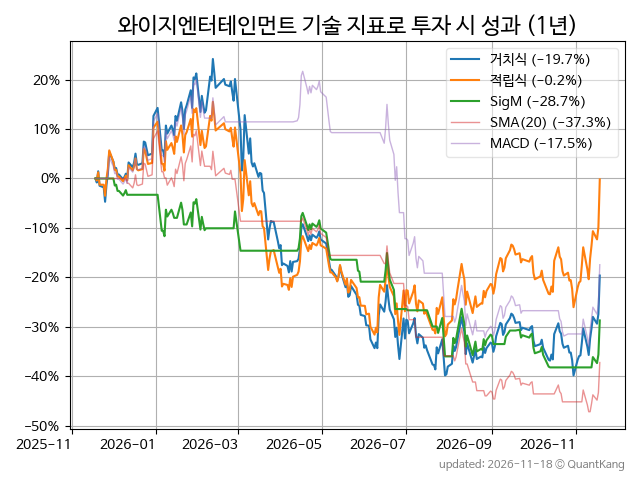 와이지엔터테인먼트 기술 지표로 투자 시 성과 (1년)
거치식 (−19.7%)
적립식 (−0.2%)
SigM (−28.7%)
SMA(20) (−37.3%)
MACD (−17.5%)
20%
10%
0%
−10%
−20%
−30%
−40%
−50%
2025-11 2026-01 2026-03 2026-05 2026-07 2026-09 2026-11
updated: 2026-11-18 © QuantKang